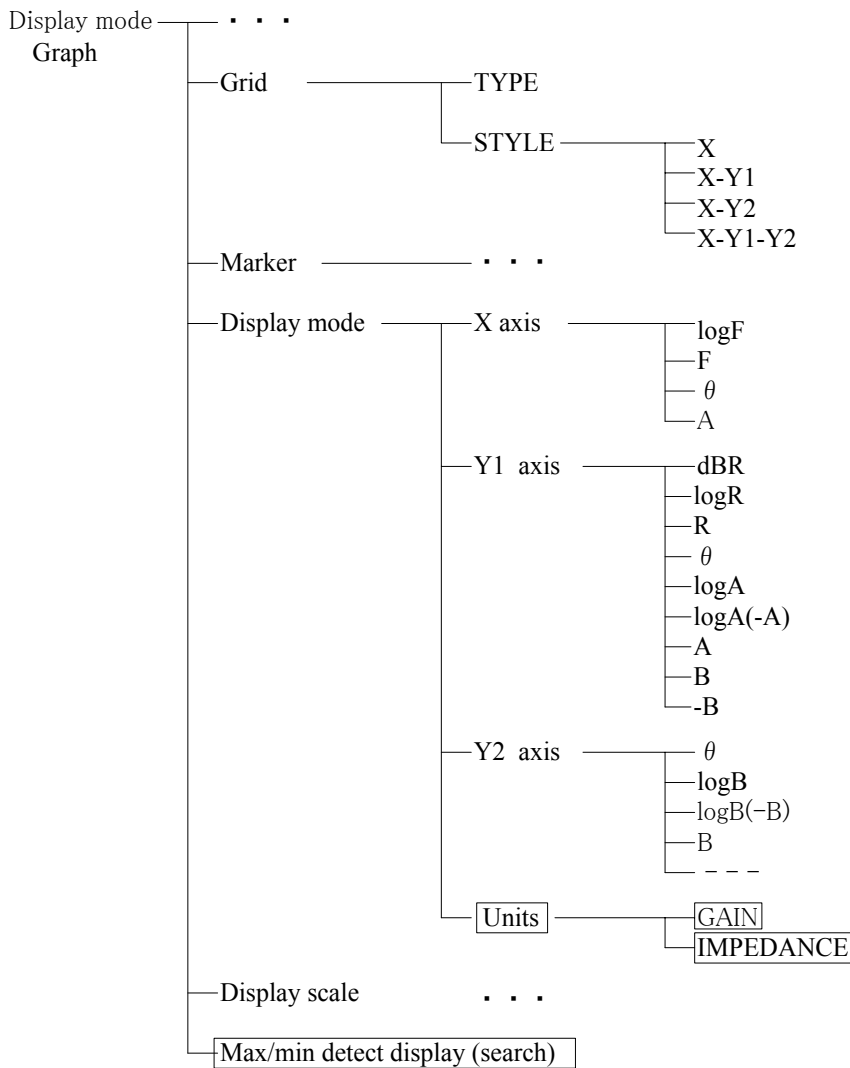 Display mode ・・・
Graph
Grid TYPE
STYLE X
X-Y1
X-Y2
X-Y1-Y2
Marker ・・・
Display mode X axis logF
F
θ
A
Y1 axis dBR
logR
R
θ
logA
logA(-A)
A
B
-B
Y2 axis θ
logB
logB(-B)
B
- - -
Units GAIN
IMPEDANCE
Display scale ・・・
Max/min detect display (search)